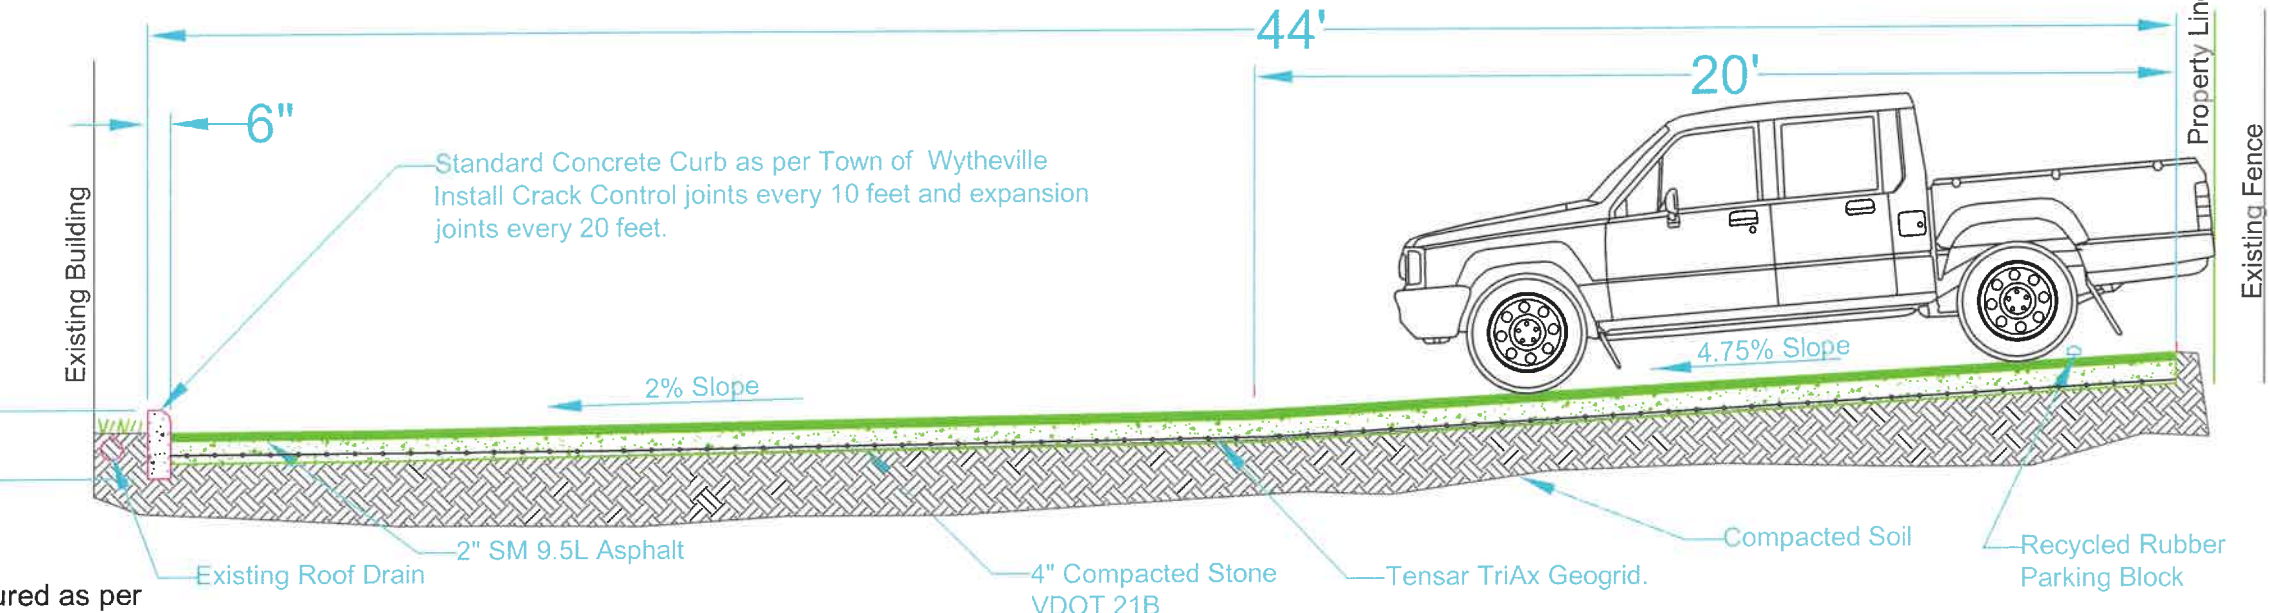 44'
20'
6"
Property Lin
Existing Fence
Existing Building
Standard Concrete Curb as per Town of Wytheville
Install Crack Control joints every 10 feet and expansion
joints every 20 feet.
2% Slope
4.75% Slope
2" SM 9.5L Asphalt
Existing Roof Drain
4" Compacted Stone
VDOT 21B
Tensar TriAx Geogrid.
Compacted Soil
Recycled Rubber
Parking Block
ured as per